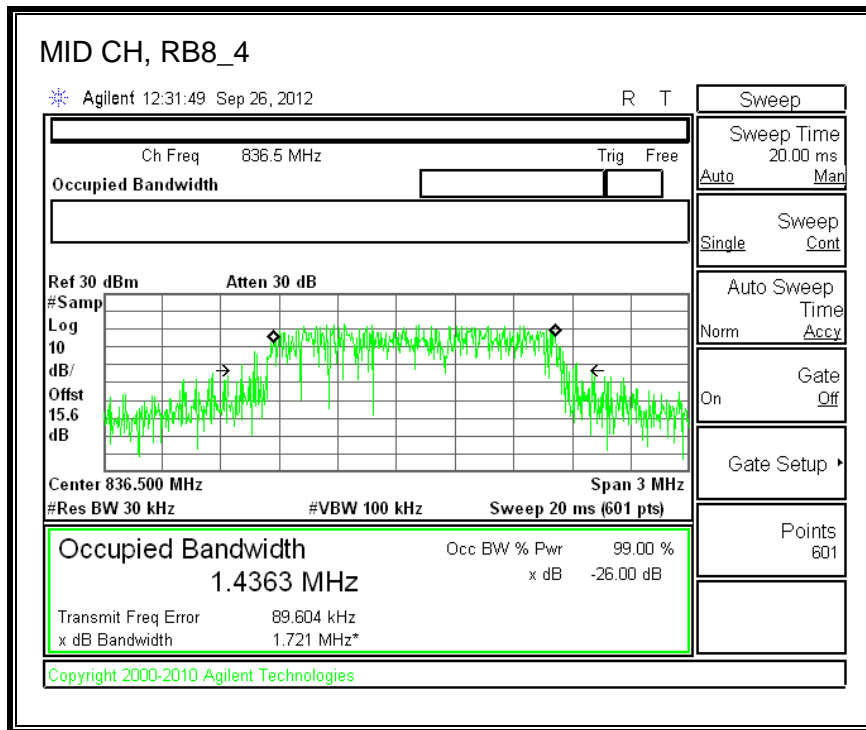 MID CH, RB8_4
Agilent 12:31:49 Sep 26, 2012 R T
Ch Freq 836.5 MHz Trig Free
Occupied Bandwidth
Ref 30 dBm Atten 30 dB
#Samp
Log
10
dB/
Offst
15.6
dB
Center 836.500 MHz Span 3 MHz
#Res BW 30 kHz #VBW 100 kHz Sweep 20 ms (601 pts)
Occupied Bandwidth Occ BW % Pwr 99.00 %
1.4363 MHz x dB -26.00 dB
Transmit Freq Error 89.604 kHz
x dB Bandwidth 1.721 MHz*
Copyright 2000-2010 Agilent Technologies
Sweep
Sweep Time
20.00 ms
Auto Man
Sweep
Single Cont
Auto Sweep
Time
Norm Accy
Gate
On Off
Gate Setup
Points
601